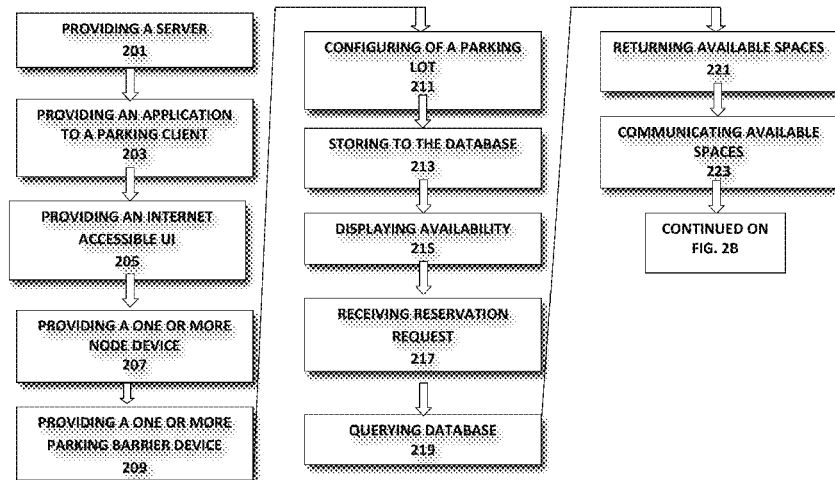 PROVIDING A SERVER
201
PROVIDING AN APPLICATION
TO A PARKING CLIENT
203
PROVIDING AN INTERNET
ACCESSIBLE UI
205
PROVIDING A ONE OR MORE
NODE DEVICE
207
PROVIDING A ONE OR MORE
PARKING BARRIER DEVICE
209
CONFIGURING OF A PARKING
LOT
211
STORING TO THE DATABASE
213
DISPLAYING AVAILABILITY
215
RECEIVING RESERVATION
REQUEST
217
QUERYING DATABASE
219
RETURNING AVAILABLE SPACES
221
COMMUNICATING AVAILABLE
SPACES
223
CONTINUED ON
FIG. 2B